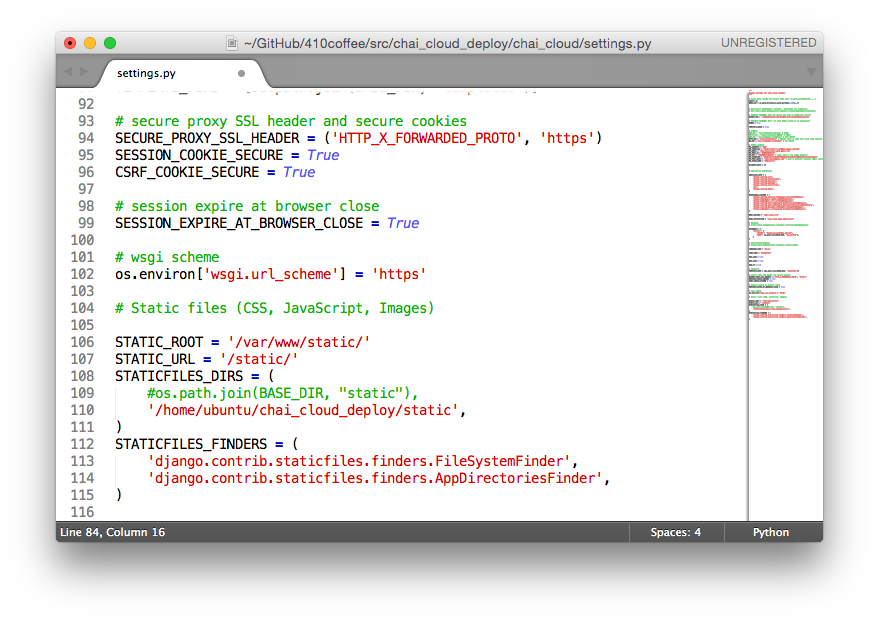 ~/GitHub/410coffee/src/chai_cloud_deploy/chai_cloud/settings.py UNREGISTERED
settings.py
92
93 # secure proxy SSL header and secure cookies
94 SECURE_PROXY_SSL_HEADER = ('HTTP_X_FORWARDED_PROTO', 'https')
95 SESSION_COOKIE_SECURE = True
96 CSRF_COOKIE_SECURE = True
97
98 # session expire at browser close
99 SESSION_EXPIRE_AT_BROWSER_CLOSE = True
100
101 # wsgi scheme
102 os.environ['wsgi.url_scheme'] = 'https'
103
104 # Static files (CSS, JavaScript, Images)
105
106 STATIC_ROOT = '/var/www/static/'
107 STATIC_URL = '/static/'
108 STATICFILES_DIRS = (
109     #os.path.join(BASE_DIR, "static"),
110     '/home/ubuntu/chai_cloud_deploy/static',
111 )
112 STATICFILES_FINDERS = (
113     'django.contrib.staticfiles.finders.FileSystemFinder',
114     'django.contrib.staticfiles.finders.AppDirectoriesFinder',
115 )
116
Line 84, Column 16 Spaces: 4 Python